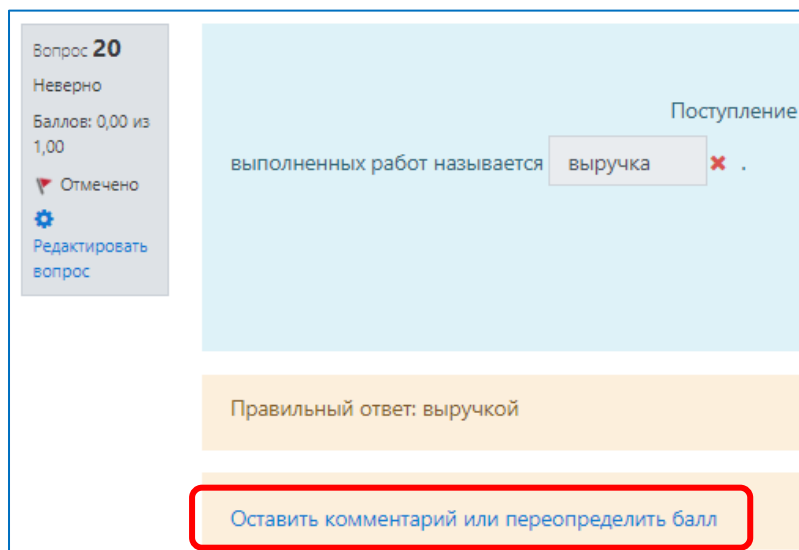 Вопрос 20
Неверно
Баллов: 0,00 из
1,00
Отмечено
Редактировать
вопрос
Поступление
выполненных работ называется выручка .
Правильный ответ: выручкой
Оставить комментарий или переопределить балл